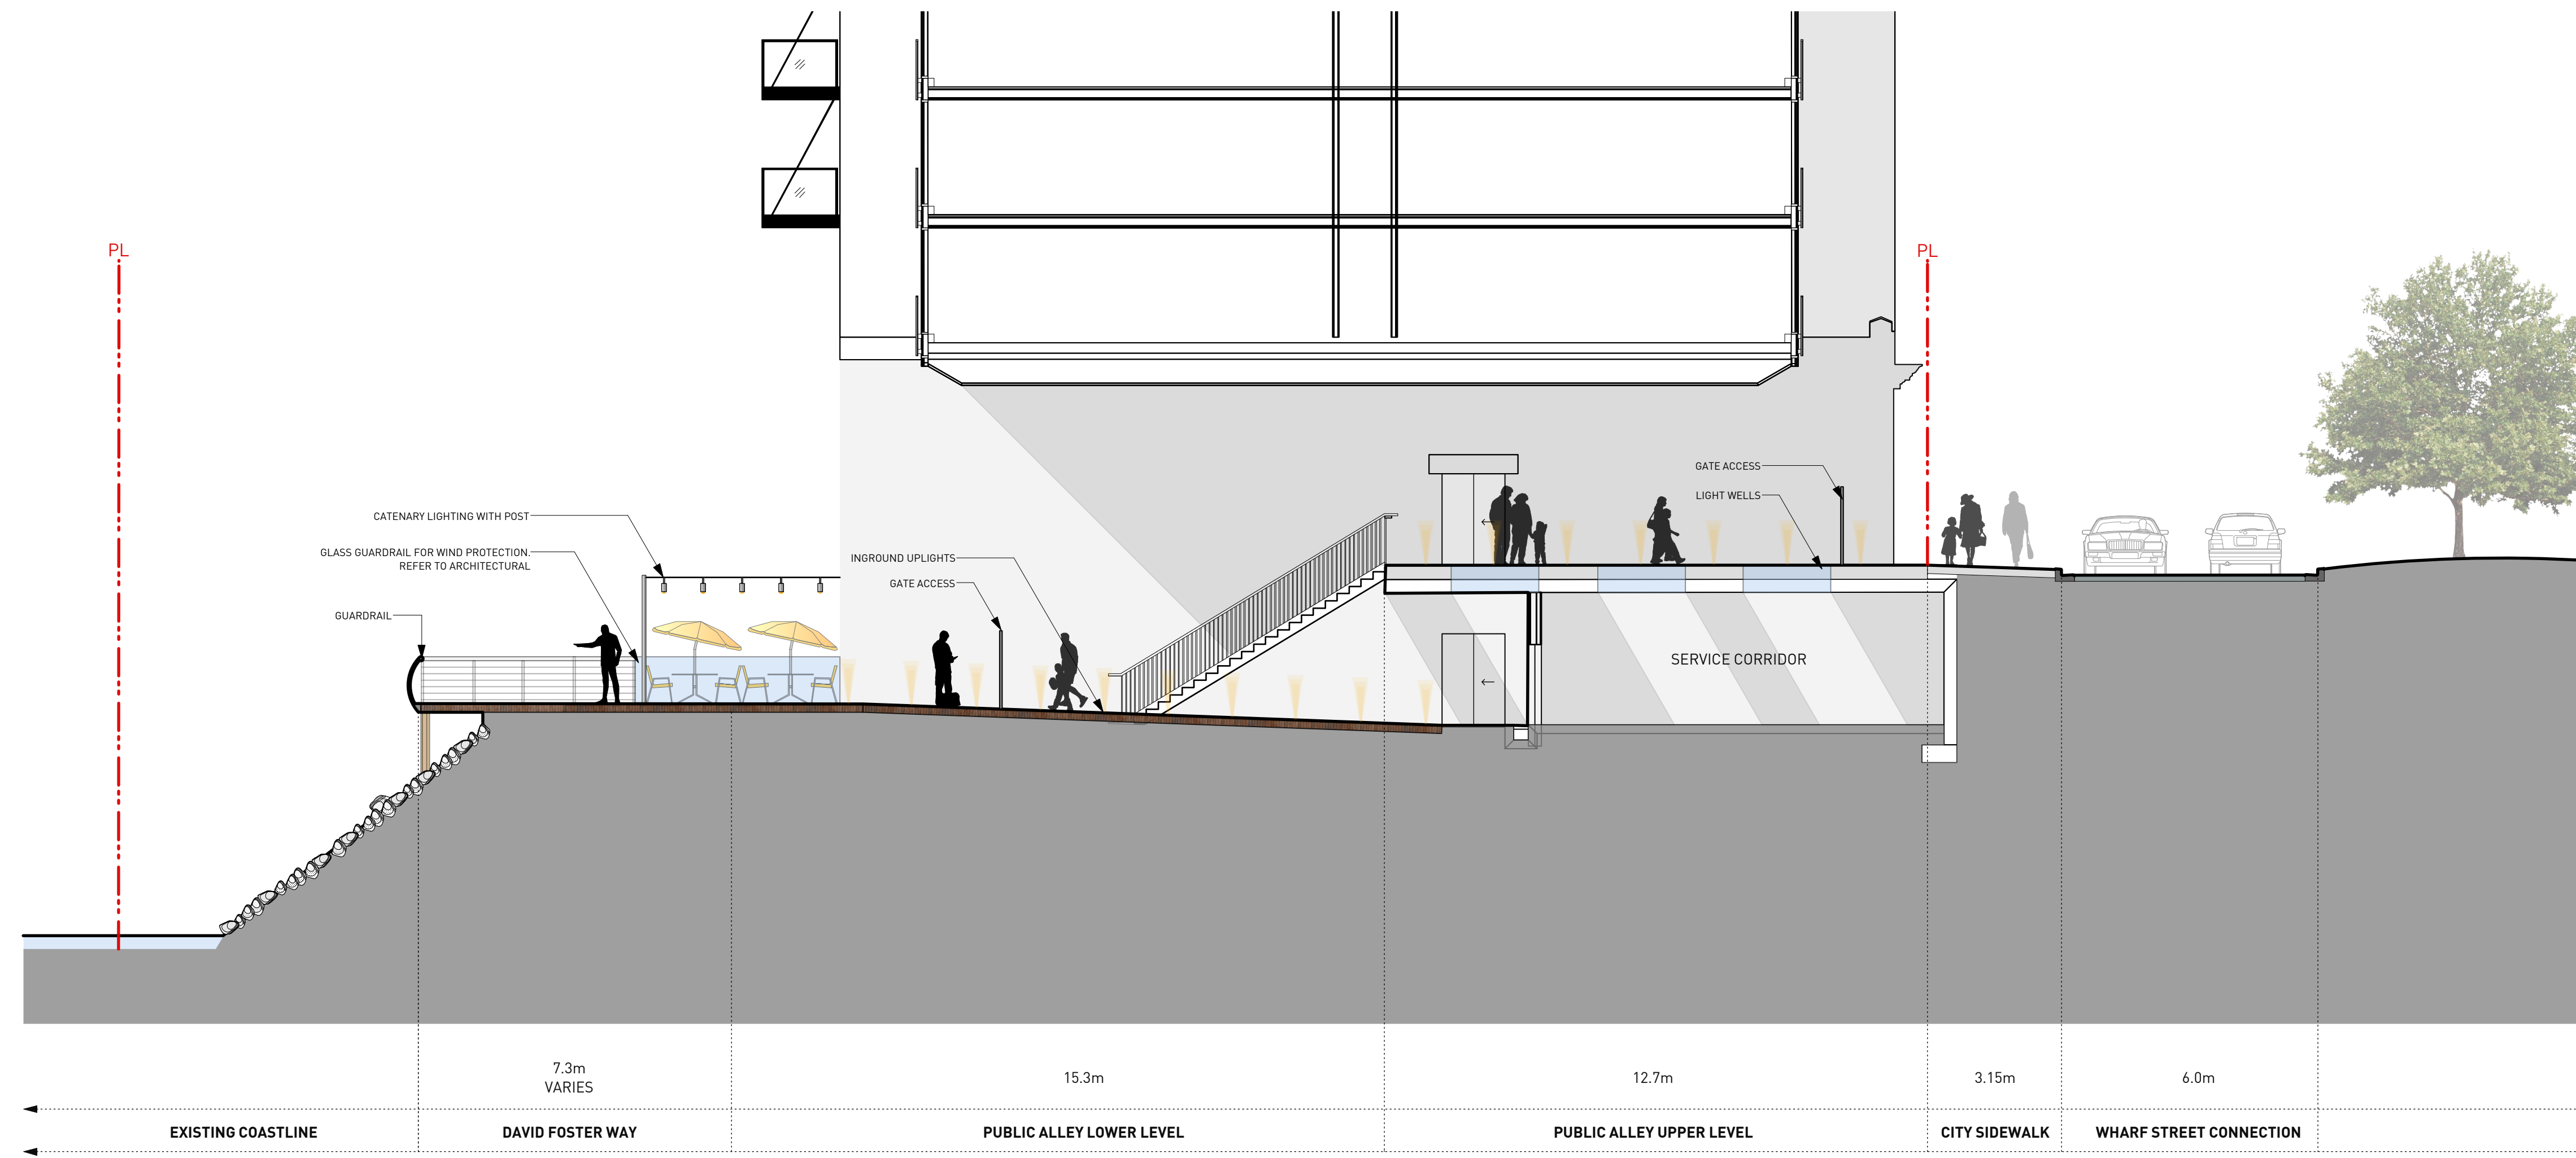 PL
PL
GATE ACCESS
LIGHT WELLS
CATENARY LIGHTING WITH POST
GLASS GUARDRAIL FOR WIND PROTECTION.
REFER TO ARCHITECTURAL
INGROUND UPLIGHTS
GATE ACCESS
GUARDRAIL
SERVICE CORRIDOR
7.3m
VARIES
15.3m
12.7m
3.15m
6.0m
EXISTING COASTLINE
DAVID FOSTER WAY
PUBLIC ALLEY LOWER LEVEL
PUBLIC ALLEY UPPER LEVEL
CITY SIDEWALK
WHARF STREET CONNECTION